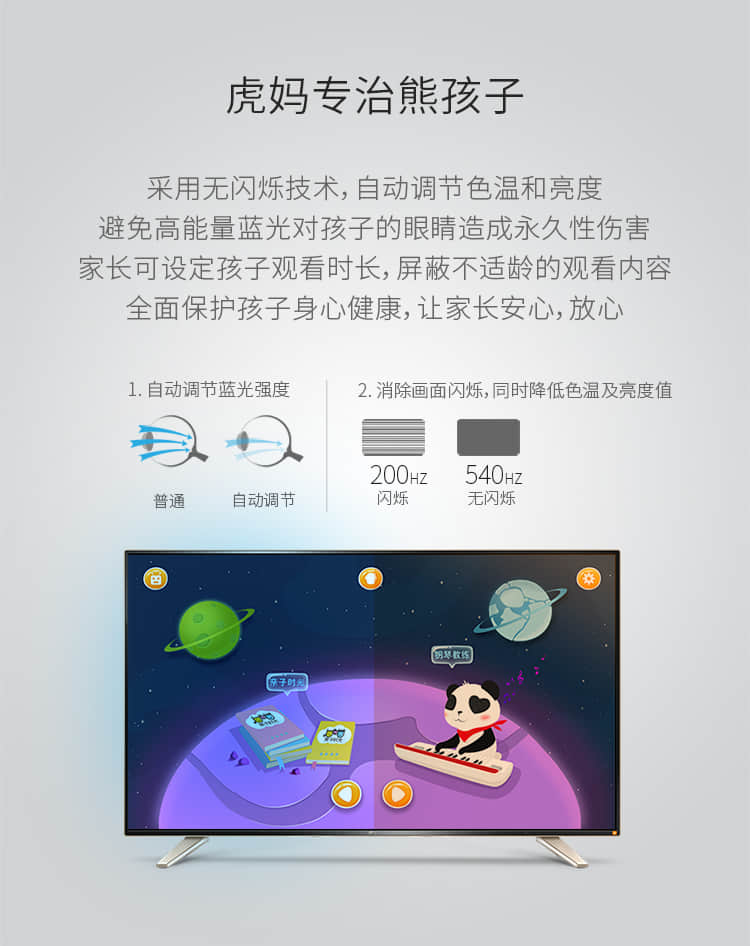 虎妈专治熊孩子
采用无闪烁技术,自动调节色温和亮度
避免高能量蓝光对孩子的眼睛造成永久性伤害
家长可设定孩子观看时长,屏蔽不适龄的观看内容
全面保护孩子身心健康,让家长安心,放心
1. 自动调节蓝光强度
普通
自动调节
2. 消除画面闪烁,同时降低色温及亮度值
200HZ
闪烁
540HZ
无闪烁
亲子时光
钢琴教练